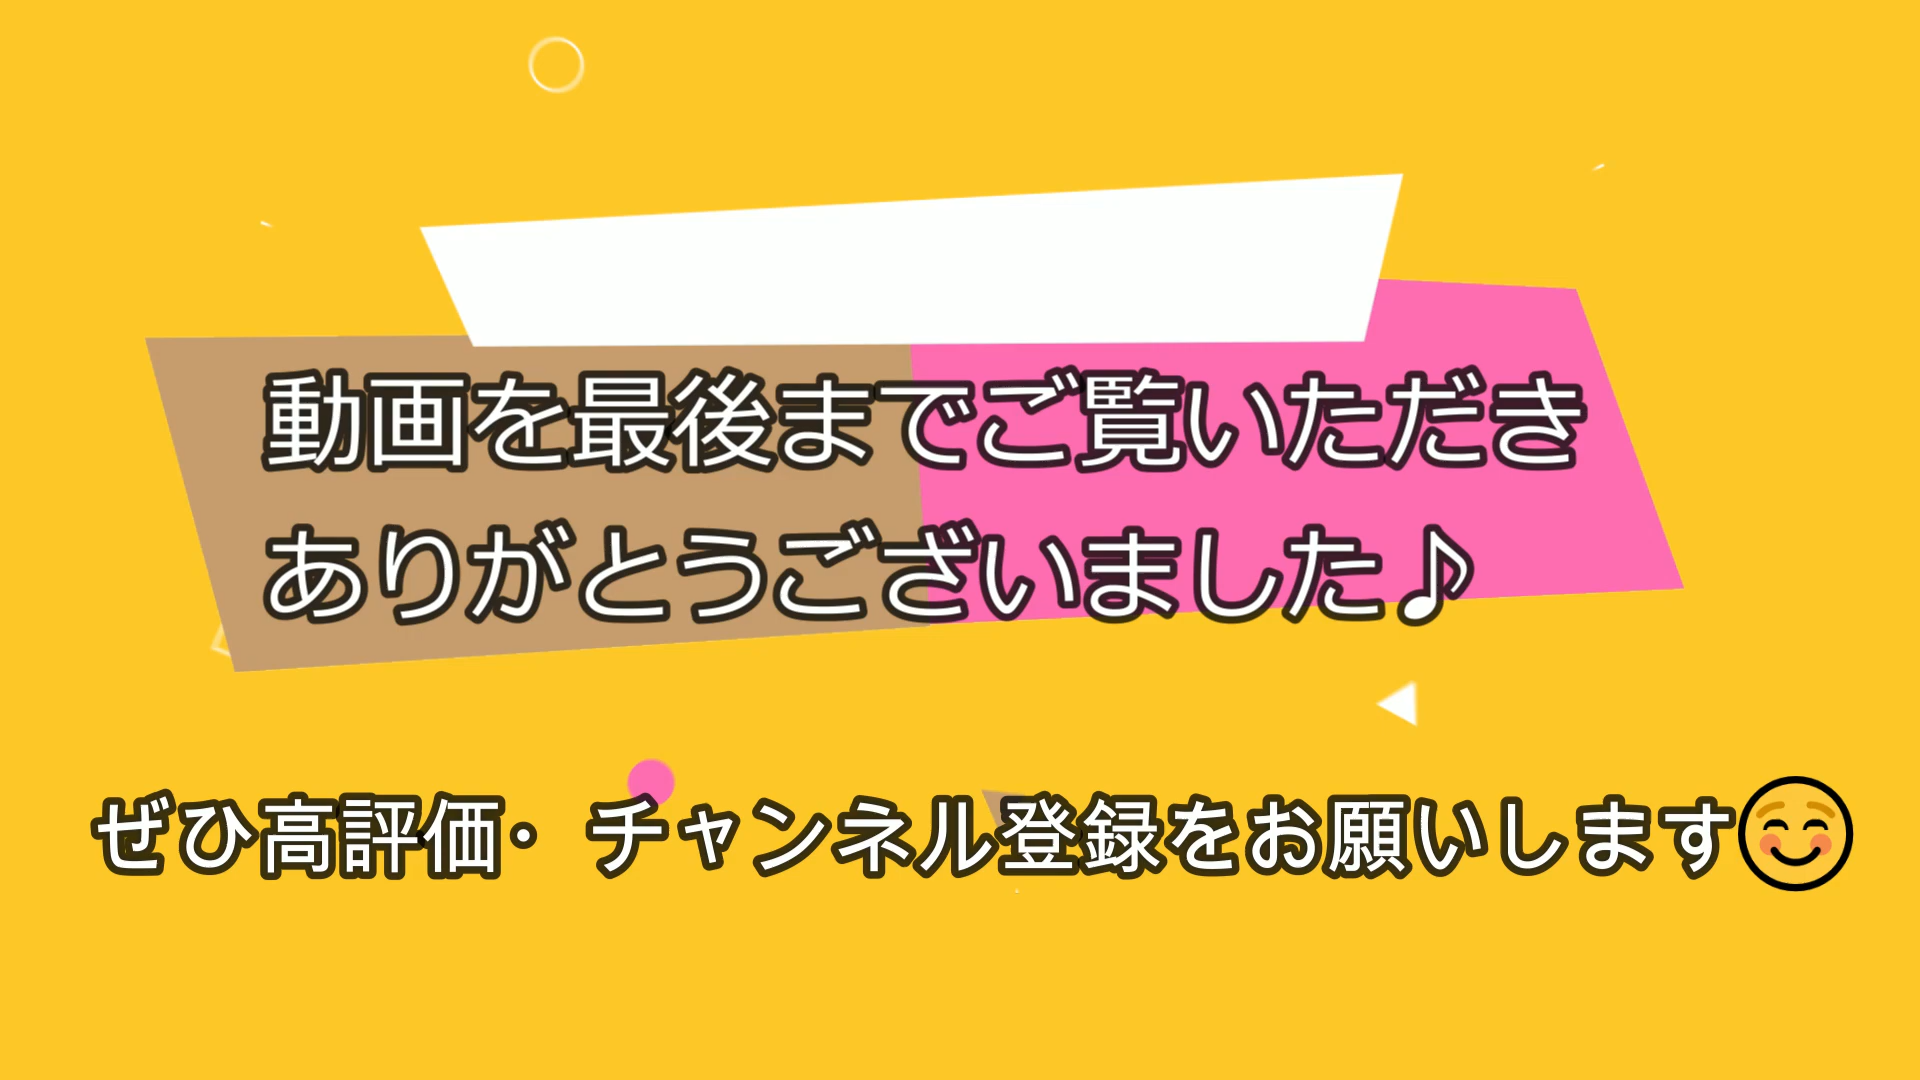 動画を最後までご覧いただき
ありがとうございました♪
ぜひ高評価・チャンネル登録をお願いします😊